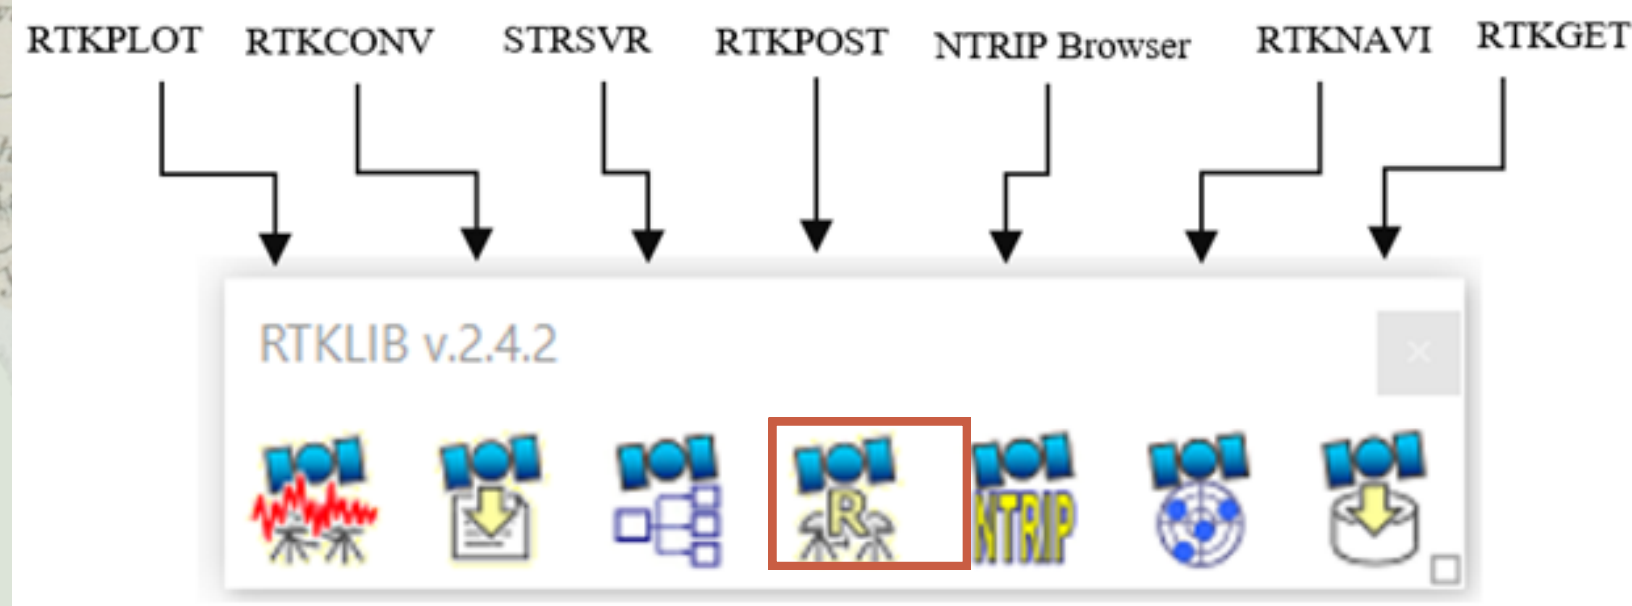 RTKPLOT RTKCONV STRSVR RTKPOST NTRIP Browser RTKNAVI RTKGET
RTKLIB v.2.4.2
R
NTRIP